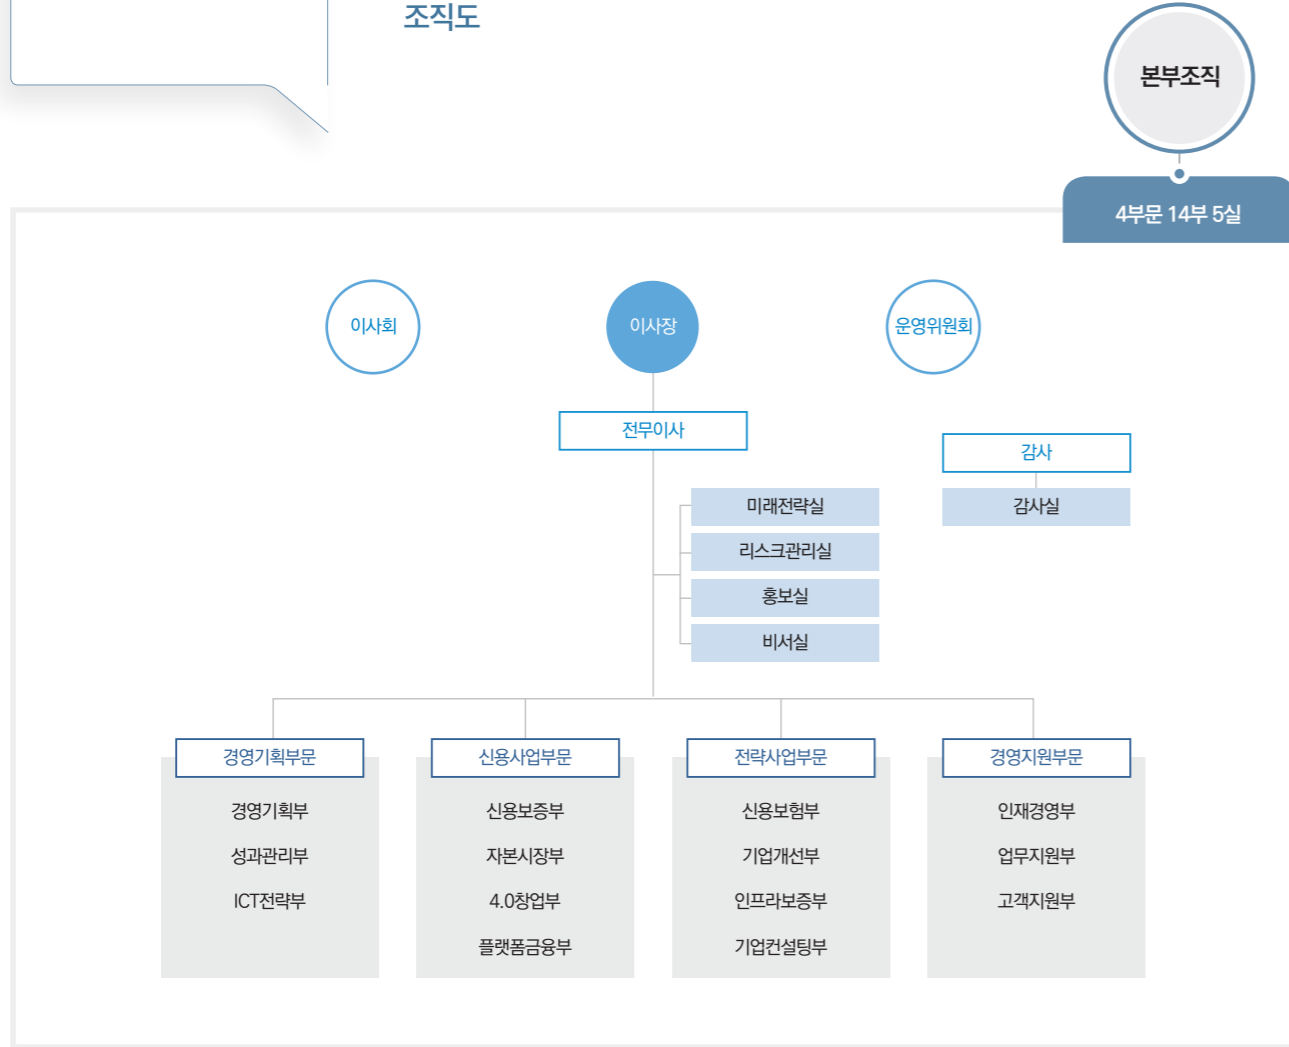 조직도
본부조직
4부문 14부 5실
이사회
이사장
운영위원회
전무이사
감사
감사실
미래전략실
리스크관리실
홍보실
비서실
경영기획부문
경영기획부
성과관리부
ICT전략부
신용사업부문
신용보증부
자본시장부
4.0창업부
플랫폼금융부
전략사업부문
신용보험부
기업개선부
인프라보증부
기업컨설팅부
경영지원부문
인재경영부
업무지원부
고객지원부